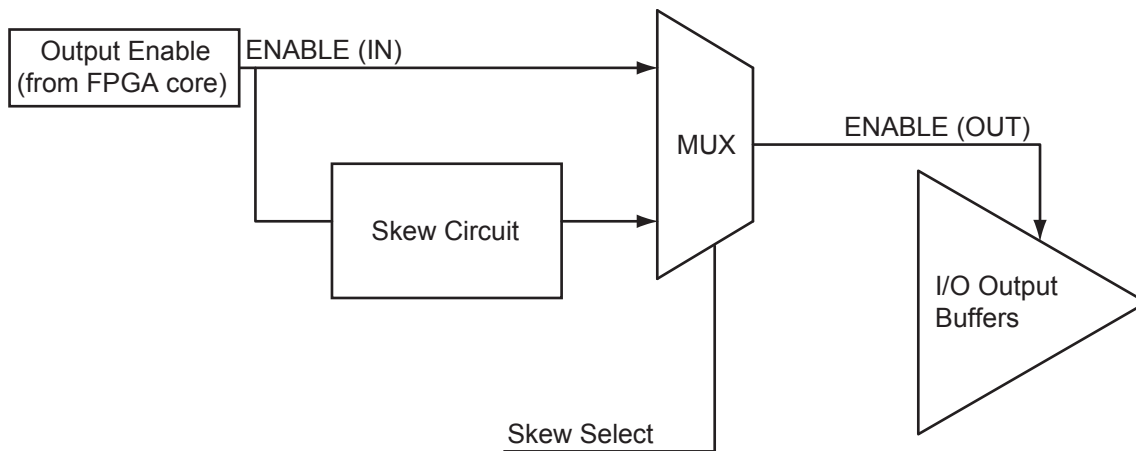 Output Enable
(from FPGA core)
ENABLE (IN)
MUX
ENABLE (OUT)
Skew Circuit
I/O Output
Buffers
Skew Select